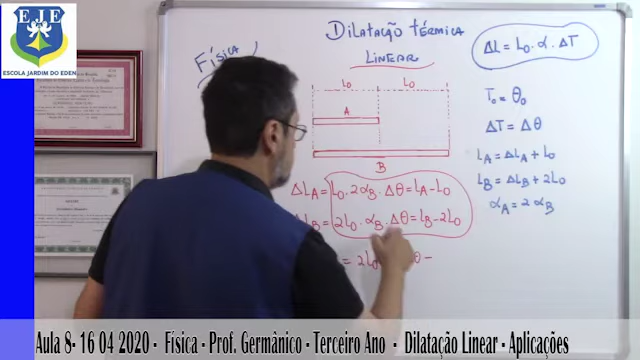 EJE
ESCOLA JARDIM DO EDEN
Física
DILATAÇÃO TÉRMICA
LINEAR
ΔL = L₀ · α · ΔT
L₀ L₀
A
B
T₀ = θ₀
ΔT = Δθ
LA = ΔLA + L₀
LB = ΔLB + 2L₀
αA = 2 αB
ΔLA = L₀ · 2αB · Δθ = LA - L₀
ΔLB = 2L₀ · αB · Δθ = LB - 2L₀
= 2L₀
Aula 8- 16 04 2020 - Física - Prof. Germânico - Terceiro Ano - Dilatação Linear - Aplicações